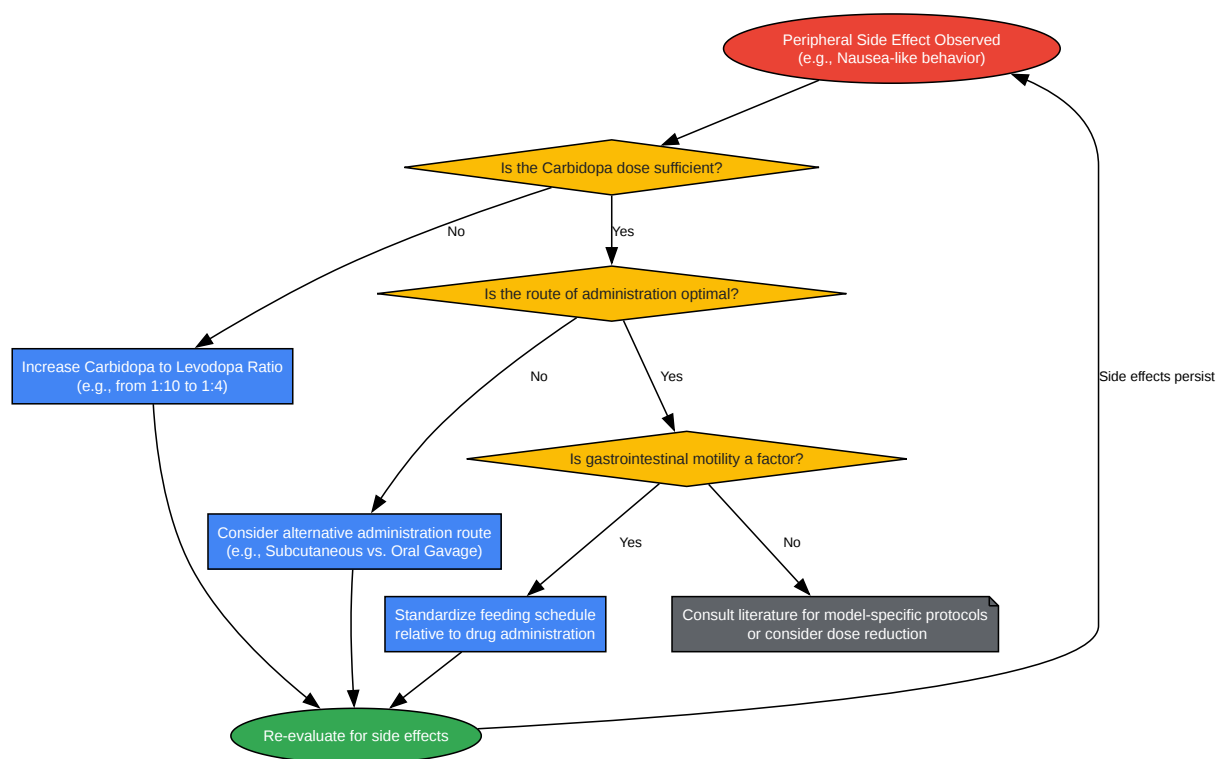 Peripheral Side Effect Observed
(e.g., Nausea-like behavior)
Is the Carbidopa dose sufficient?
No
Yes
Is the route of administration optimal?
Increase Carbidopa to Levodopa Ratio
(e.g., from 1:10 to 1:4)
No
Yes
Side effects persist
Is gastrointestinal motility a factor?
Consider alternative administration route
(e.g., Subcutaneous vs. Oral Gavage)
Yes
No
Standardize feeding schedule
relative to drug administration
Consult literature for model-specific protocols
or consider dose reduction
Re-evaluate for side effects